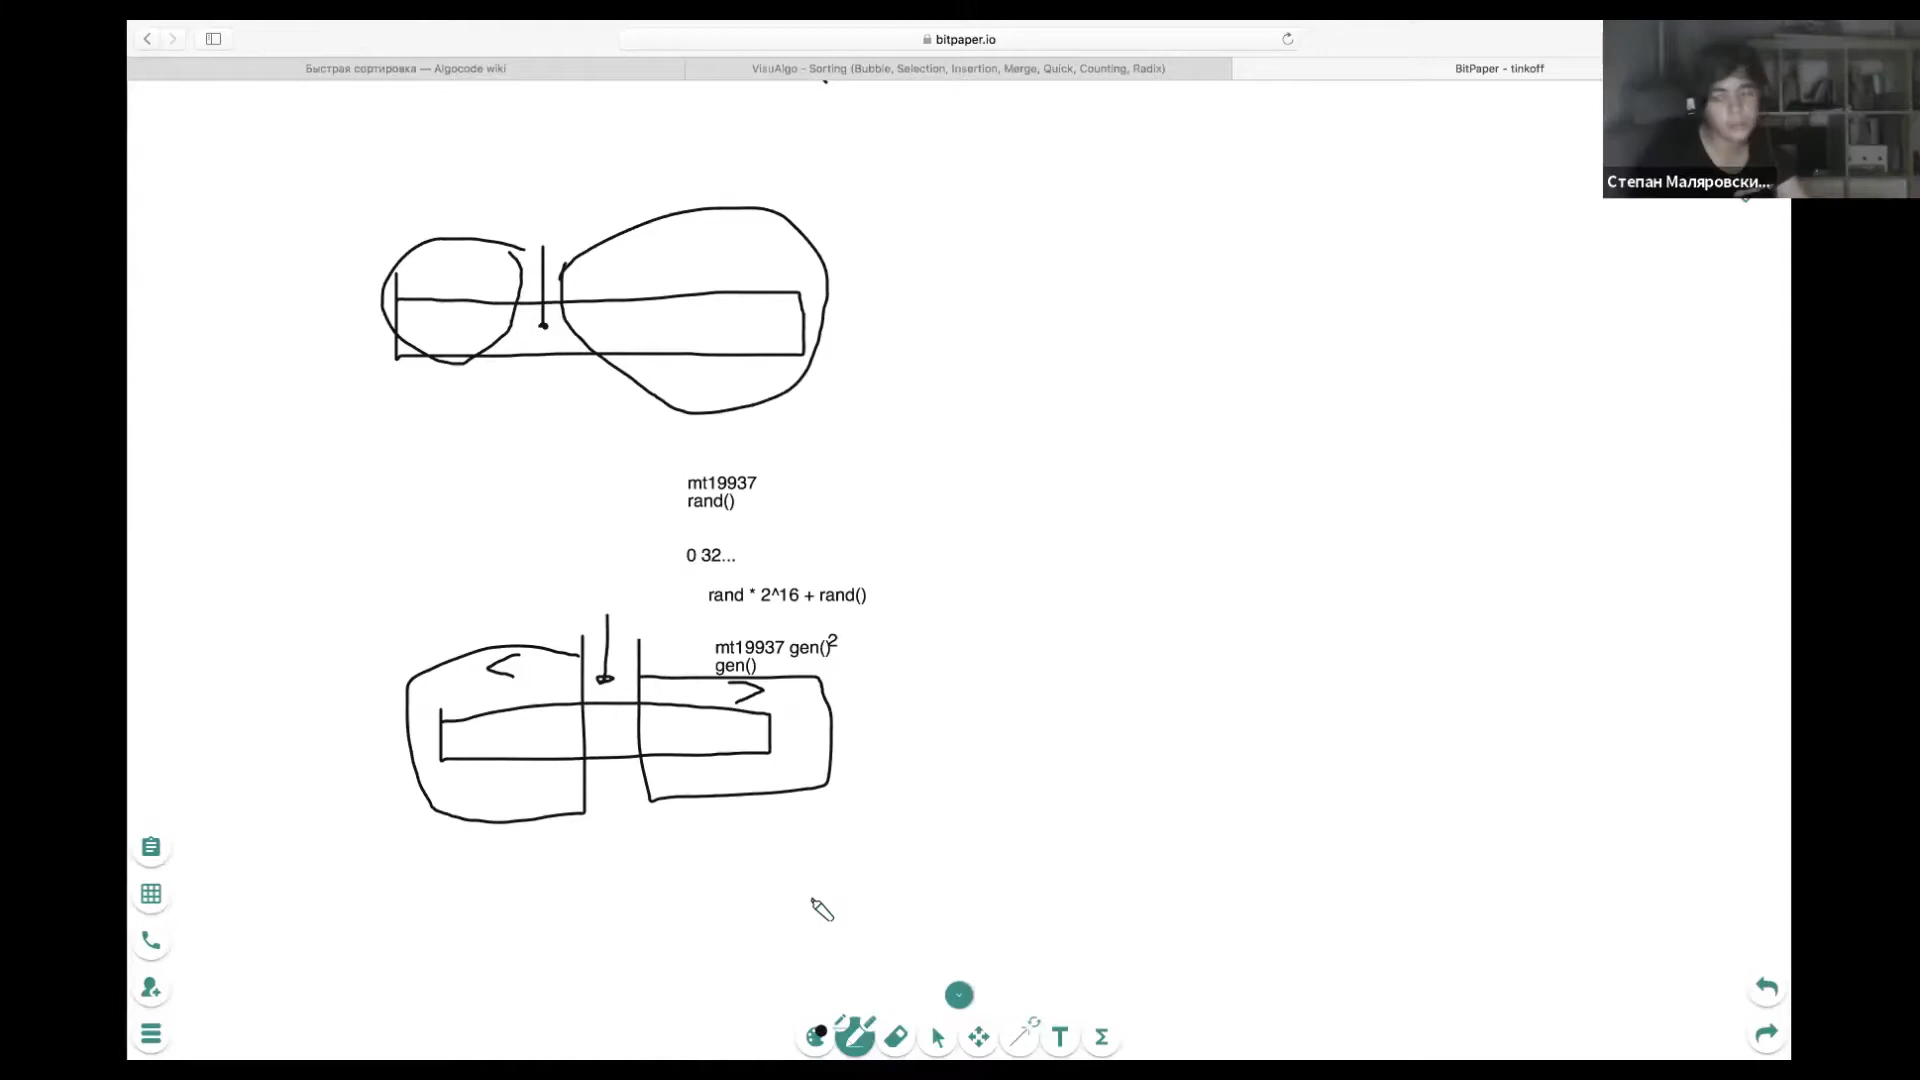 bitpaper.io
Быстрая сортировка — Algocode wiki
VisuAlgo - Sorting (Bubble, Selection, Insertion, Merge, Quick, Counting, Radix)
BitPaper - tinkoff
Степан Маляровски...
mt19937
rand()
0 32...
rand * 2^16 + rand()
mt19937 gen()
2
gen()
<
>
T
Σ